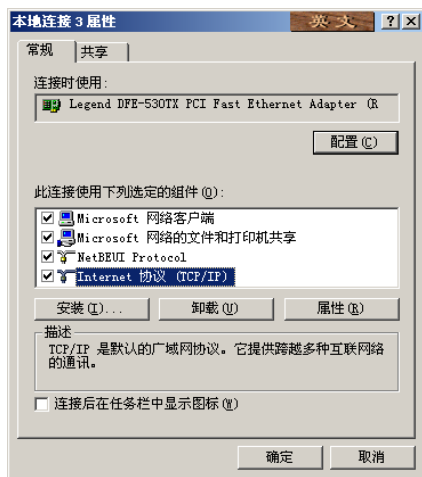 本地连接 3 属性
英文
常规
共享
连接时使用:
Legend DFE-530TX PCI Fast Ethernet Adapter (R
配置(C)
此连接使用下列选定的组件(O):
Microsoft 网络客户端
Microsoft 网络的文件和打印机共享
NetBEUI Protocol
Internet 协议 (TCP/IP)
安装(I)...
卸载(U)
属性(R)
描述
TCP/IP 是默认的广域网协议。它提供跨越多种互联网络
的通讯。
连接后在任务栏中显示图标(W)
确定
取消